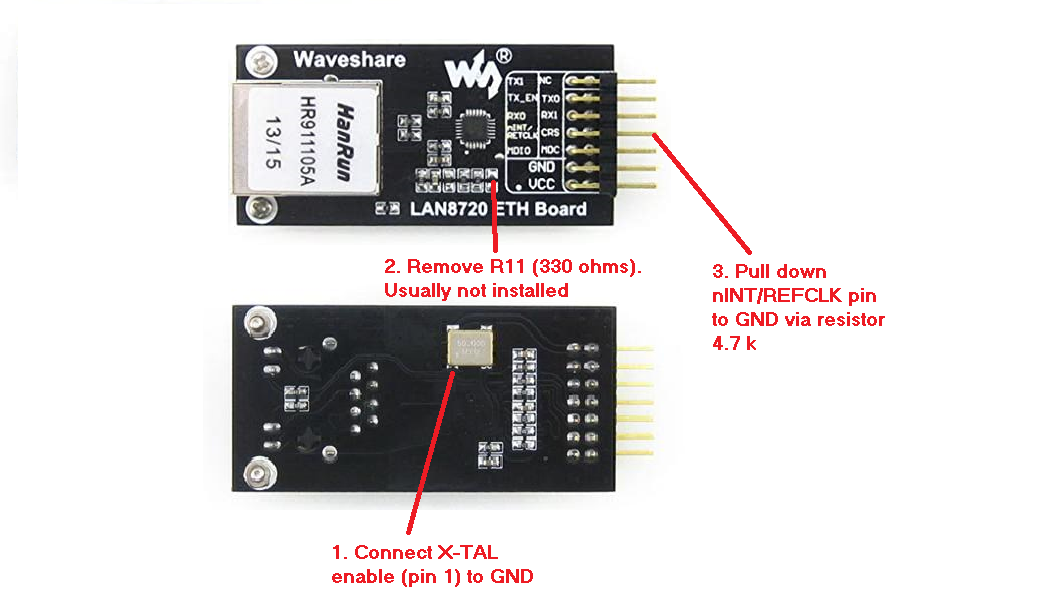 Waveshare
®
HanRun
HR911105A
13/15
TX1 NC
TX_EN TX0
RX0 RX1
nINT/
RETCLK CRS
MDIO MDC
GND
VCC
LAN8720 ETH Board
2. Remove R11 (330 ohms).
Usually not installed
3. Pull down
nINT/REFCLK pin
to GND via resistor
4.7 k
50.000
1. Connect X-TAL
enable (pin 1) to GND